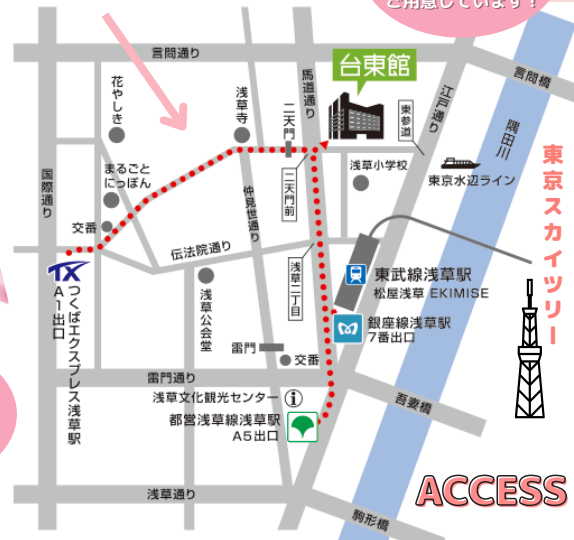 ご用意しています！
言問通り
台東館
馬道通り
江戸通り
言問橋
花やしき
浅草寺
二天門
東参道
隅田川
国際通り
まるごと
にっぽん
二天門前
浅草小学校
東京水辺ライン
東京スカイツリー
交番
仲見世通り
伝法院通り
浅草二丁目
TX
つくばエクスプレス浅草駅
A1出口
浅草公会堂
東武線浅草駅
松屋浅草 EKIMISE
銀座線浅草駅
7番出口
雷門
交番
雷門通り
浅草文化観光センター
都営浅草線浅草駅
A5出口
吾妻橋
浅草通り
駒形橋
ACCESS